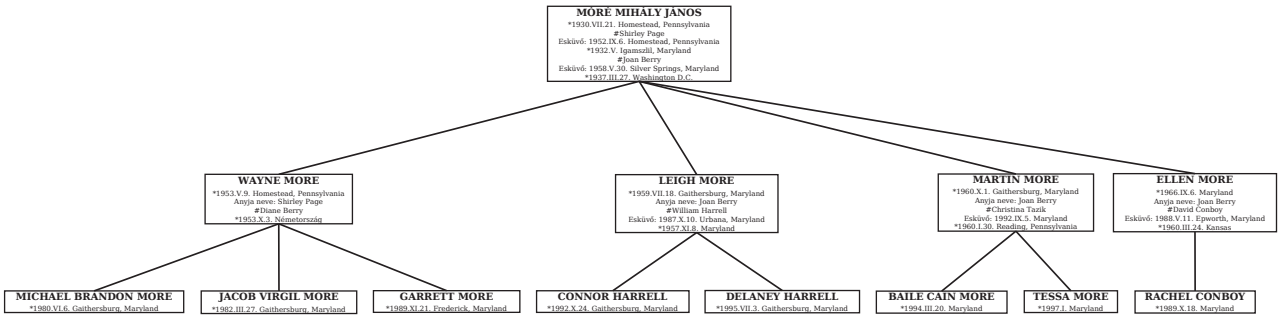 MÓRÉ MIHÁLY JÁNOS
*1930.VII.21. Homestead, Pennsylvania
#Shirley Page
Esküvő: 1952.IX.6. Homestead, Pennsylvania
*1932.V. Igamszlil, Maryland
#Joan Berry
Esküvő: 1958.V.30. Silver Springs, Maryland
*1937.III.27. Washington D.C.
WAYNE MORE
*1953.V.9. Homestead, Pennsylvania
Anyja neve: Shirley Page
#Diane Berry
*1953.X.3. Németország
LEIGH MORE
*1959.VII.18. Gaithersburg, Maryland
Anyja neve: Joan Berry
#William Harrell
Esküvő: 1987.X.10. Urbana, Maryland
*1957.XI.8. Maryland
MARTIN MORE
*1960.X.1. Gaithersburg, Maryland
Anyja neve: Joan Berry
#Christina Tazik
Esküvő: 1992.IX.5. Maryland
*1960.I.30. Reading, Pennsylvania
ELLEN MORE
*1966.IX.6. Maryland
Anyja neve: Joan Berry
#David Conboy
Esküvő: 1988.V.11. Epworth, Maryland
*1960.III.24. Kansas
MICHAEL BRANDON MORE
*1980.VI.6. Gaithersburg, Maryland
JACOB VIRGIL MORE
*1982.III.27. Gaithersburg, Maryland
GARRETT MORE
*1989.XI.21. Frederick, Maryland
CONNOR HARRELL
*1992.X.24. Gaithersburg, Maryland
DELANEY HARRELL
*1995.VII.3. Gaithersburg, Maryland
BAILE CAIN MORE
*1994.III.20. Maryland
TESSA MORE
*1997.I. Maryland
RACHEL CONBOY
*1989.X.18. Maryland